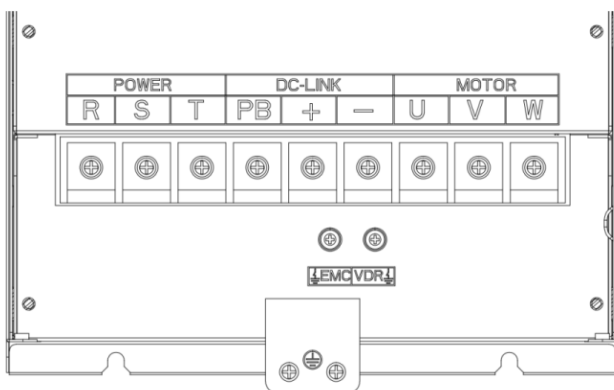 POWER DC-LINK MOTOR
R S T PB + - U V W
EMC VDR